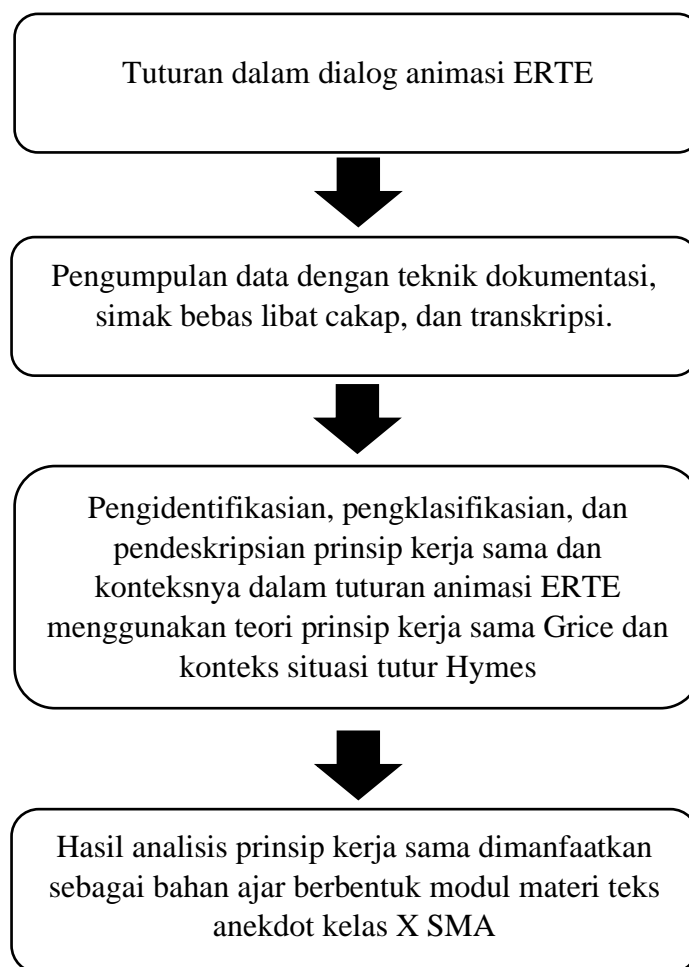 Tuturan dalam dialog animasi ERTE
Pengumpulan data dengan teknik dokumentasi,
simak bebas libat cakap, dan transkripsi.
Pengidentifikasian, pengklasifikasian, dan
pendeskripsian prinsip kerja sama dan
konteksnya dalam tuturan animasi ERTE
menggunakan teori prinsip kerja sama Grice dan
konteks situasi tutur Hymes
Hasil analisis prinsip kerja sama dimanfaatkan
sebagai bahan ajar berbentuk modul materi teks
anekdot kelas X SMA